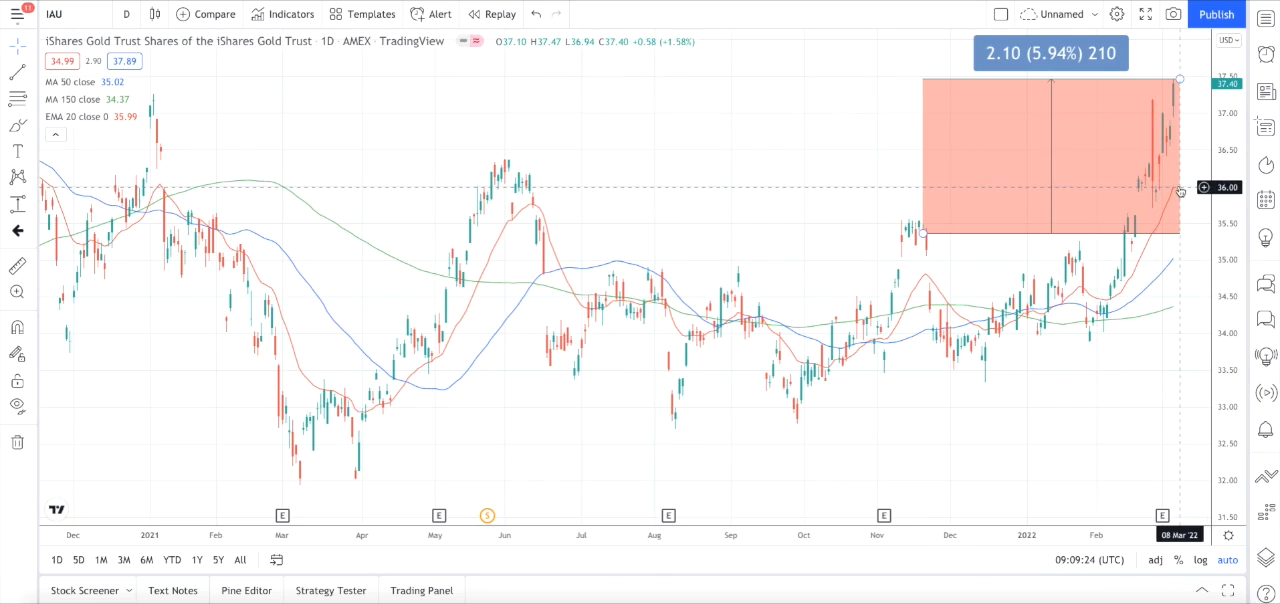 11
IAU
D
Compare
Indicators
Templates
Alert
Replay
Unnamed
Publish
iShares Gold Trust Shares of the iShares Gold Trust · 1D · AMEX · TradingView
O37.10 H37.47 L36.94 C37.40 +0.58 (+1.58%)
34.99 2.90 37.89
MA 50 close 35.02
MA 150 close 34.37
EMA 20 close 0 35.99
2.10 (5.94%) 210
USD
37.50
37.40
37.00
36.50
36.00
35.50
35.00
34.50
34.00
33.50
33.00
32.50
32.00
31.50
E E S E E E
Dec 2021 Feb Mar Apr May Jun Jul Aug Sep Oct Nov Dec 2022 Feb 08 Mar '22
1D 5D 1M 3M 6M YTD 1Y 5Y All
09:09:24 (UTC) adj % log auto
Stock Screener Text Notes Pine Editor Strategy Tester Trading Panel